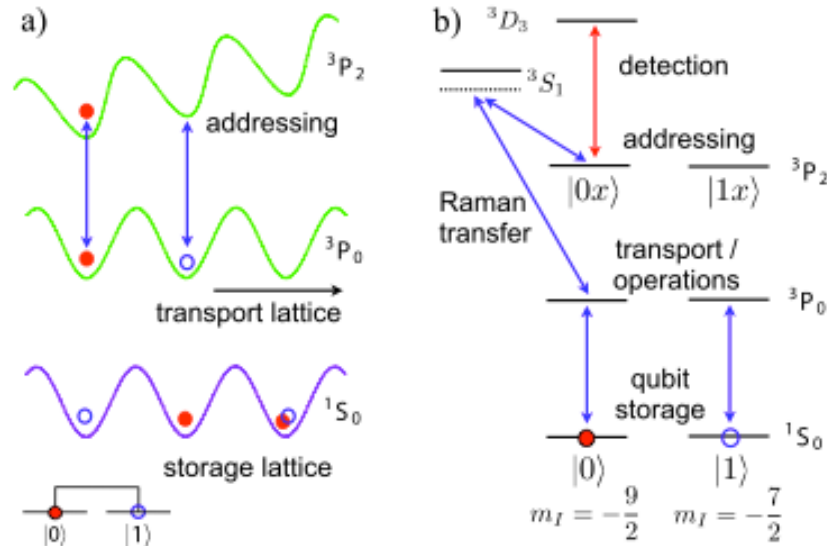 a)
³P₂
addressing
³P₀
transport lattice
¹S₀
storage lattice
|0⟩ |1⟩
b)
³D₃
detection
³S₁
addressing
|0x⟩ |1x⟩ ³P₂
Raman
transfer
transport /
operations
³P₀
qubit
storage
¹S₀
|0⟩ |1⟩
m_I = -9/2 m_I = -7/2